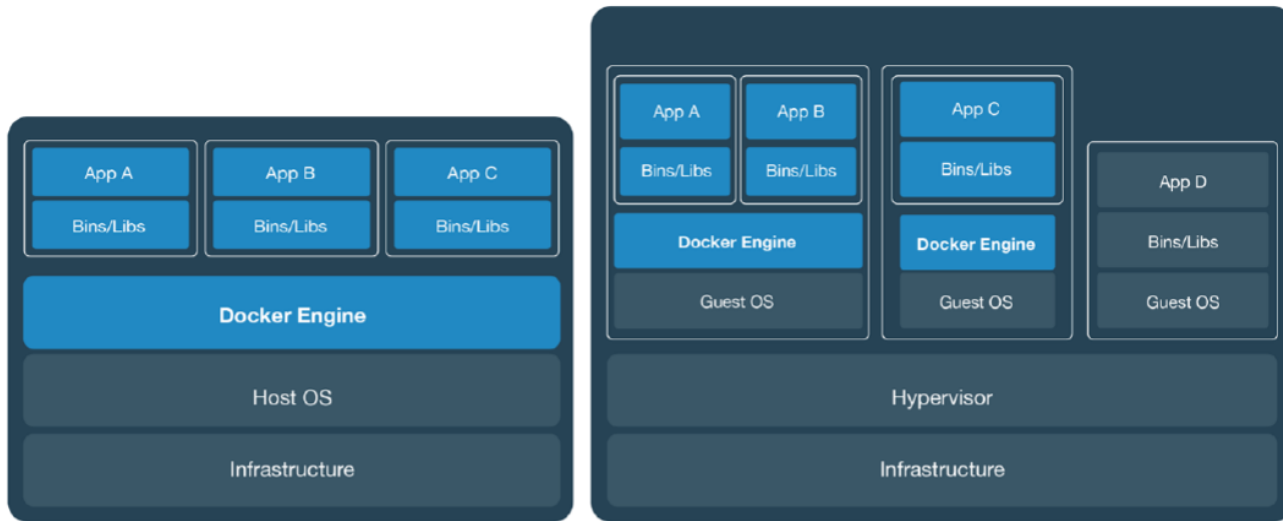 App A
App B
App C
Bins/Libs
Bins/Libs
Bins/Libs
Docker Engine
Host OS
Infrastructure
App A
App B
Bins/Libs
Bins/Libs
Docker Engine
Guest OS
App C
Bins/Libs
Docker Engine
Guest OS
App D
Bins/Libs
Guest OS
Hypervisor
Infrastructure